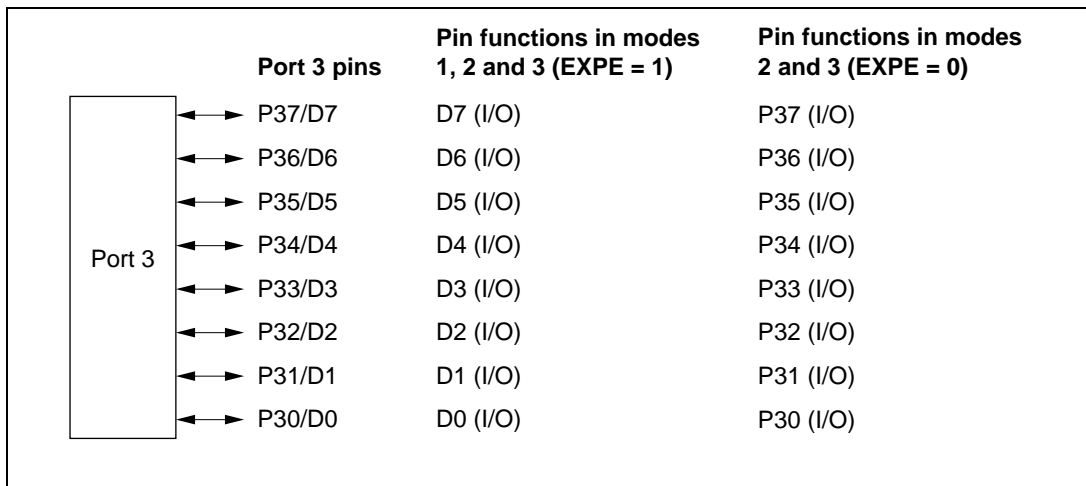 Port 3 pins Pin functions in modes 1, 2 and 3 (EXPE = 1) Pin functions in modes 2 and 3 (EXPE = 0)
P37/D7 D7 (I/O) P37 (I/O)
P36/D6 D6 (I/O) P36 (I/O)
P35/D5 D5 (I/O) P35 (I/O)
P34/D4 D4 (I/O) P34 (I/O)
Port 3
P33/D3 D3 (I/O) P33 (I/O)
P32/D2 D2 (I/O) P32 (I/O)
P31/D1 D1 (I/O) P31 (I/O)
P30/D0 D0 (I/O) P30 (I/O)